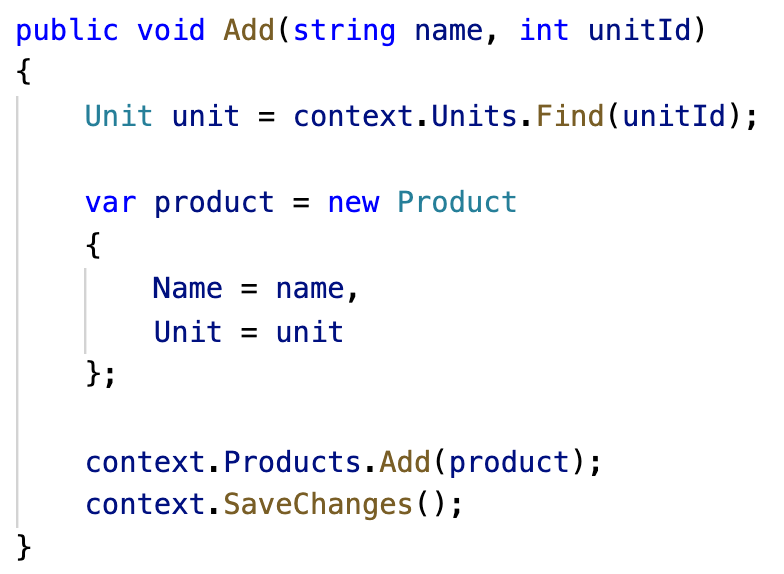 public void Add(string name, int unitId)
{
    Unit unit = context.Units.Find(unitId);
    var product = new Product
    {
        Name = name,
        Unit = unit
    };
    context.Products.Add(product);
    context.SaveChanges();
}